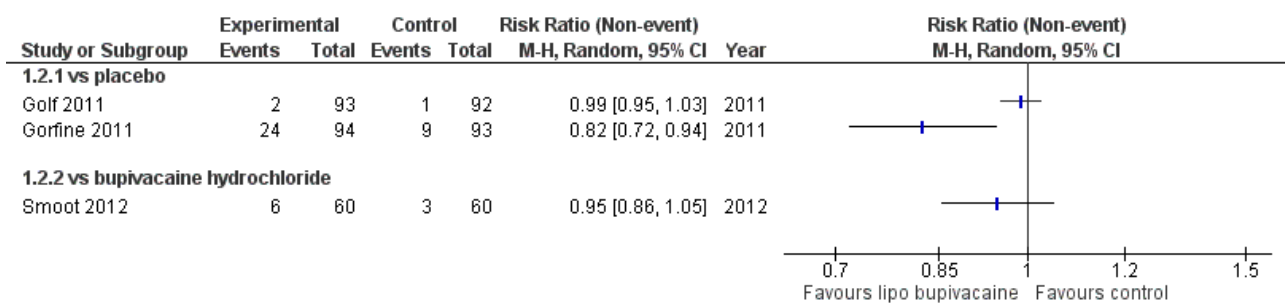 Experimental Control Risk Ratio (Non-event) Risk Ratio (Non-event)
Study or Subgroup Events Total Events Total M-H, Random, 95% CI Year M-H, Random, 95% CI
1.2.1 vs placebo
Golf 2011 2 93 1 92 0.99 [0.95, 1.03] 2011
Gorfine 2011 24 94 9 93 0.82 [0.72, 0.94] 2011
1.2.2 vs bupivacaine hydrochloride
Smoot 2012 6 60 3 60 0.95 [0.86, 1.05] 2012
0.7 0.85 1 1.2 1.5
Favours lipo bupivacaine Favours control